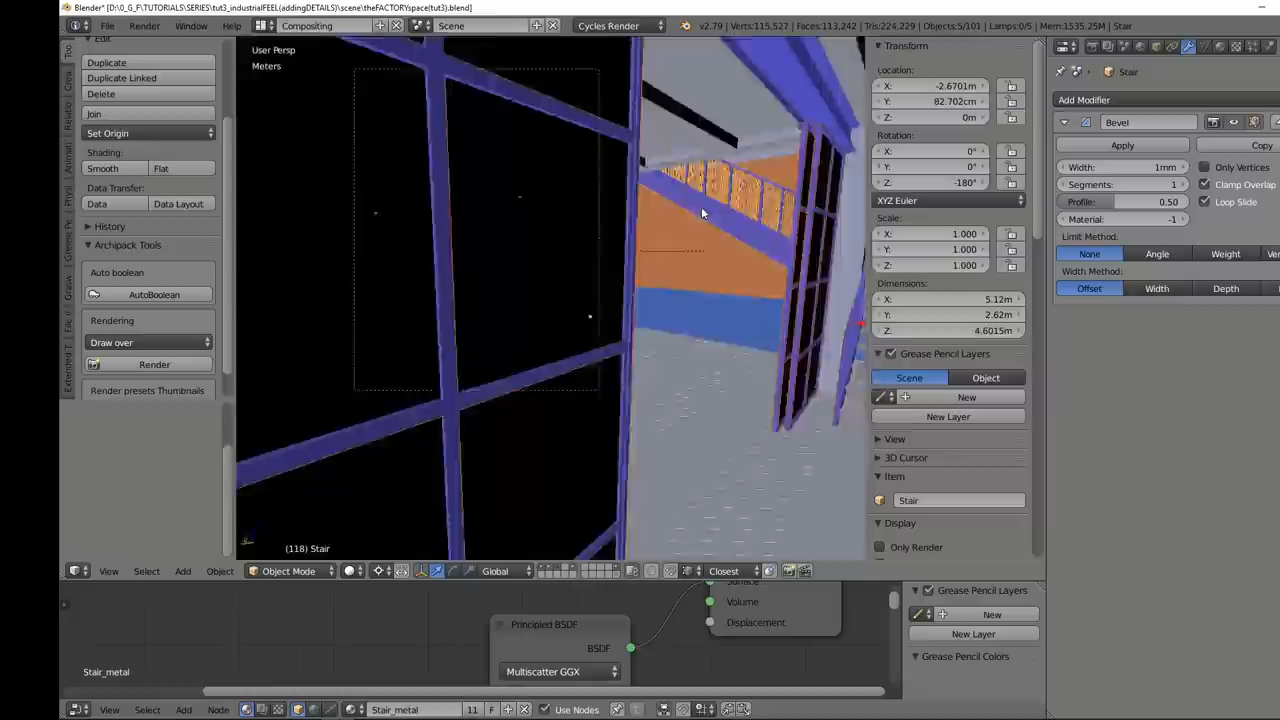 Blender* [D:\0_G_F\TUTORIALS\SERIES\tut3_industrialFEEL(addingDETAILS)\scene\theFACTORYspace(tut3).blend]
File Render Window Help Compositing Scene Cycles Render v2.79 | Verts:115,527 | Faces:113,242 | Tris:224,229 | Objects:5/101 | Lamps:0/5 | Mem:1535.25M | Stair
Edit
Duplicate
Duplicate Linked
Delete
Join
Set Origin
Shading:
Smooth Flat
Data Transfer:
Data Data Layout
History
Archipack Tools
Auto boolean
AutoBoolean
Rendering
Draw over
Render
Render presets Thumbnails
User Persp
Meters
(118) Stair
Transform
Location:
X: -2.6701m
Y: 82.702cm
Z: 0m
Rotation:
X: 0°
Y: 0°
Z: -180°
XYZ Euler
Scale:
X: 1.000
Y: 1.000
Z: 1.000
Dimensions:
X: 5.12m
Y: 2.62m
Z: 4.6015m
Grease Pencil Layers
Scene Object
New
New Layer
View
3D Cursor
Item
Stair
Display
Only Render
Stair
Add Modifier
Bevel
Apply Copy
Width: 1mm Only Vertices
Segments: 1 Clamp Overlap
Profile: 0.50 Loop Slide
Material: -1
Limit Method:
None Angle Weight Ver
Width Method:
Offset Width Depth
View Select Add Object Object Mode Global Closest
Surface
Volume
Displacement
Principled BSDF
BSDF
Multiscatter GGX
Stair_metal
Grease Pencil Layers
New
New Layer
Grease Pencil Colors
View Select Add Node Stair_metal 11 F Use Nodes